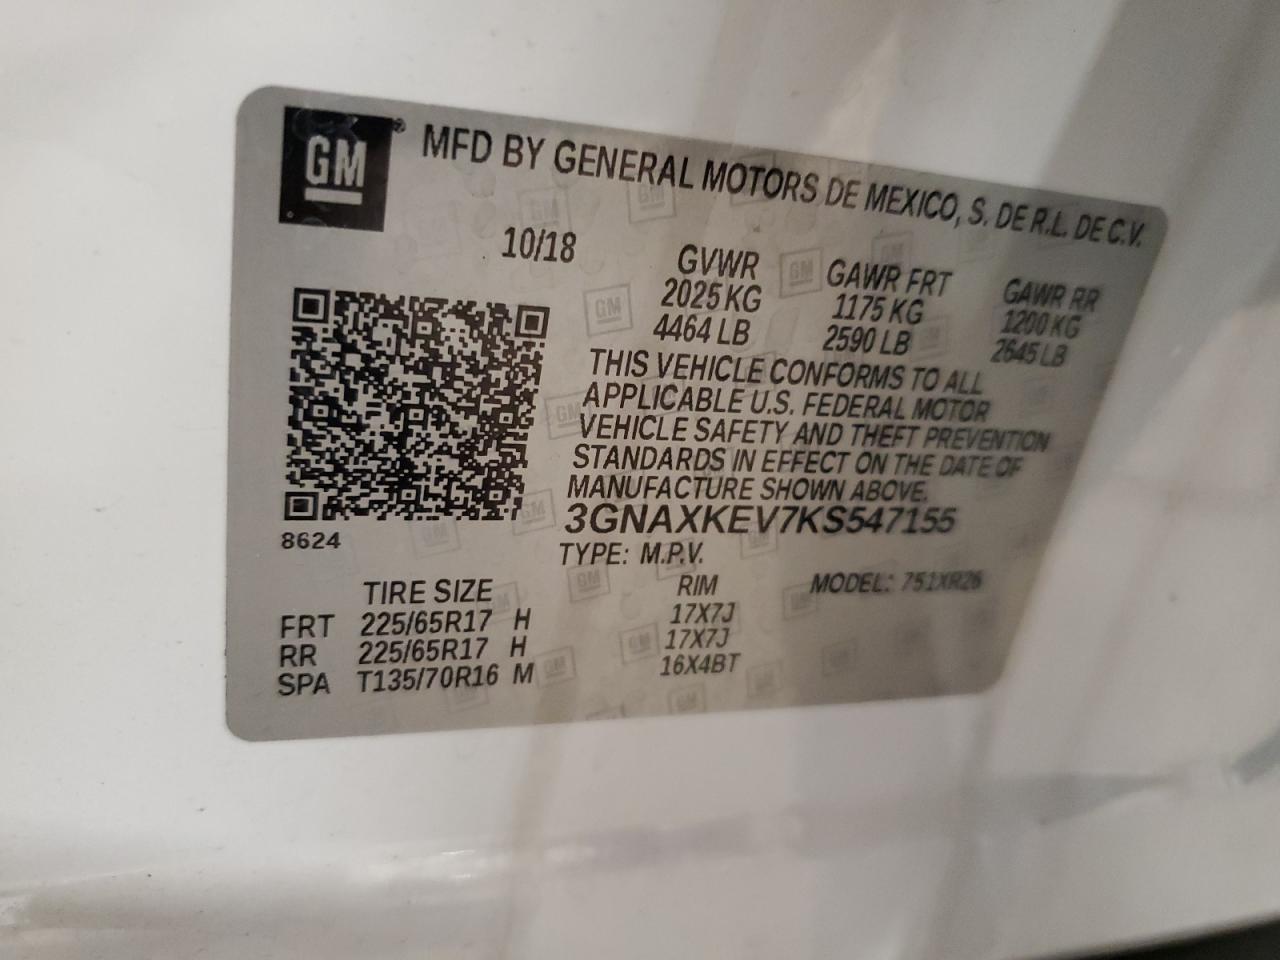 GM® MFD BY GENERAL MOTORS DE MEXICO, S. DE R.L. DE C.V.
10/18
GVWR GAWR FRT GAWR RR
2025 KG 1175 KG 1200 KG
4464 LB 2590 LB 2645 LB
THIS VEHICLE CONFORMS TO ALL
APPLICABLE U.S. FEDERAL MOTOR
VEHICLE SAFETY AND THEFT PREVENTION
STANDARDS IN EFFECT ON THE DATE OF
MANUFACTURE SHOWN ABOVE.
3GNAXKEV7KS547155
8624
TYPE: M.P.V.
TIRE SIZE RIM MODEL: 751XR26
FRT 225/65R17 H 17X7J
RR 225/65R17 H 17X7J
SPA T135/70R16 M 16X4BT